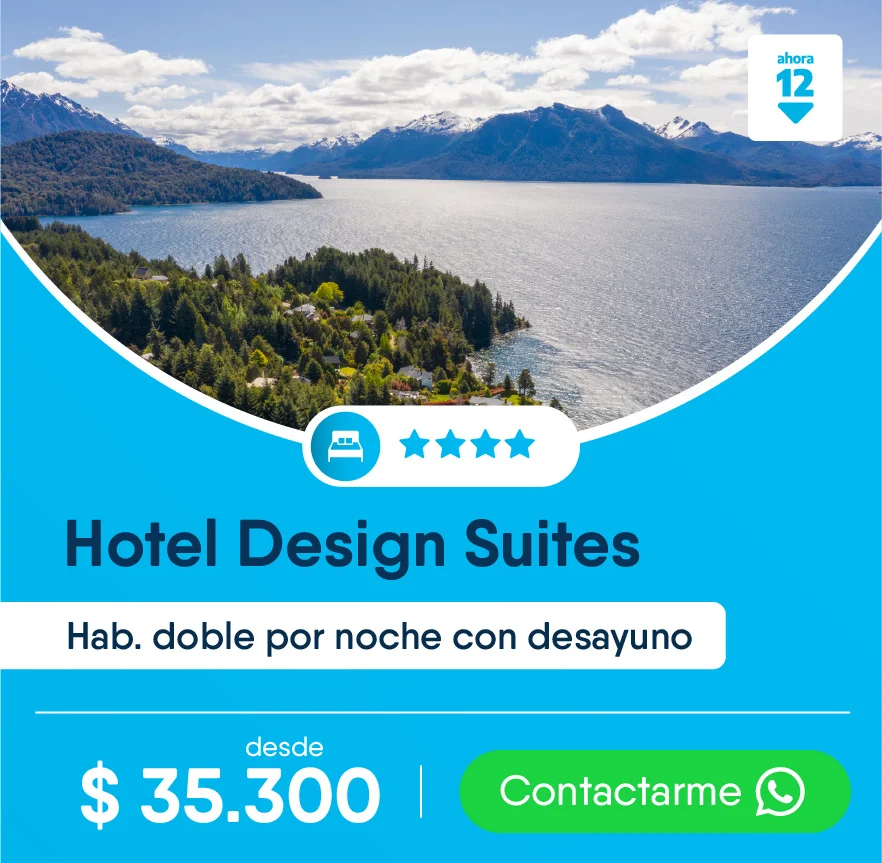 ahora
12
Hotel Design Suites
Hab. doble por noche con desayuno
desde
$ 35.300
Contactarme